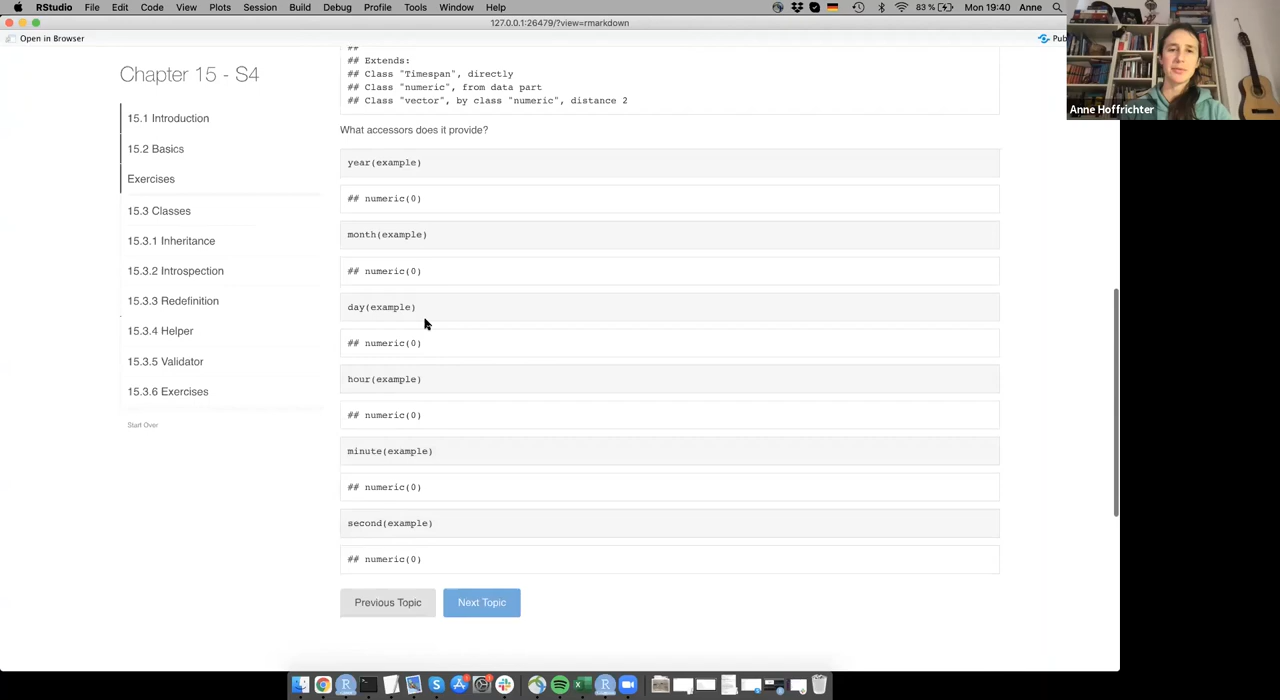 RStudio File Edit Code View Plots Session Build Debug Profile Tools Window Help 83 % Mon 19:40 Anne
127.0.0.1:26479/?view=rmarkdown
Open in Browser
Pub
Anne Hoffrichter
Chapter 15 - S4
15.1 Introduction
15.2 Basics
Exercises
15.3 Classes
15.3.1 Inheritance
15.3.2 Introspection
15.3.3 Redefinition
15.3.4 Helper
15.3.5 Validator
15.3.6 Exercises
Start Over
##
## Extends:
## Class "Timespan", directly
## Class "numeric", from data part
## Class "vector", by class "numeric", distance 2
What accessors does it provide?
year(example)
## numeric(0)
month(example)
## numeric(0)
day(example)
## numeric(0)
hour(example)
## numeric(0)
minute(example)
## numeric(0)
second(example)
## numeric(0)
Previous Topic Next Topic